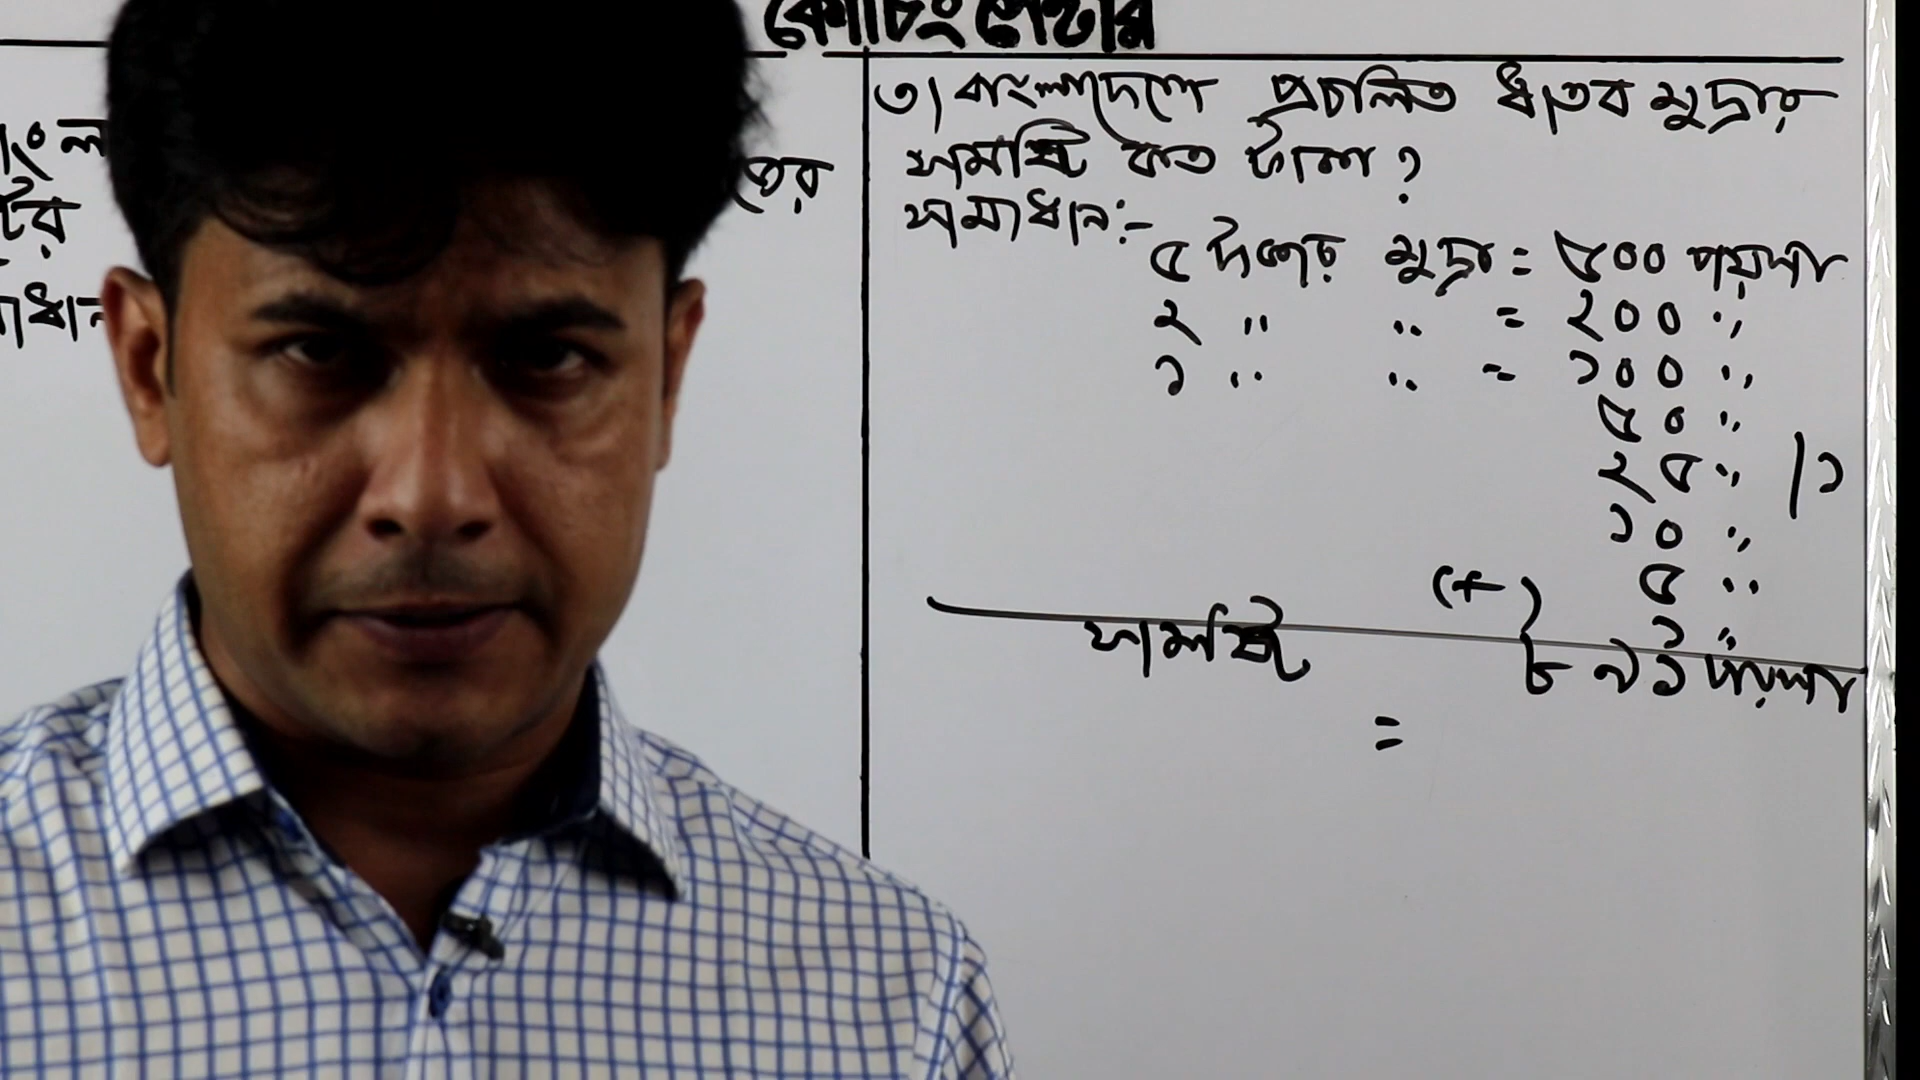 কোচিং সেন্টার
৩) বাংলাদেশে প্রচলিত ধাতব মুদ্রার
সমষ্টি কত টাকা?
সমাধান:-
৫ টাকার মুদ্রা = ৫০০ পয়সা
২ " " = ২০০ "
১ " " = ১০০ "
৫০ "
২৫ " /১
১০ "
(+) ৫ "
১ "
সমষ্টি ৮৯১ পয়সা
=